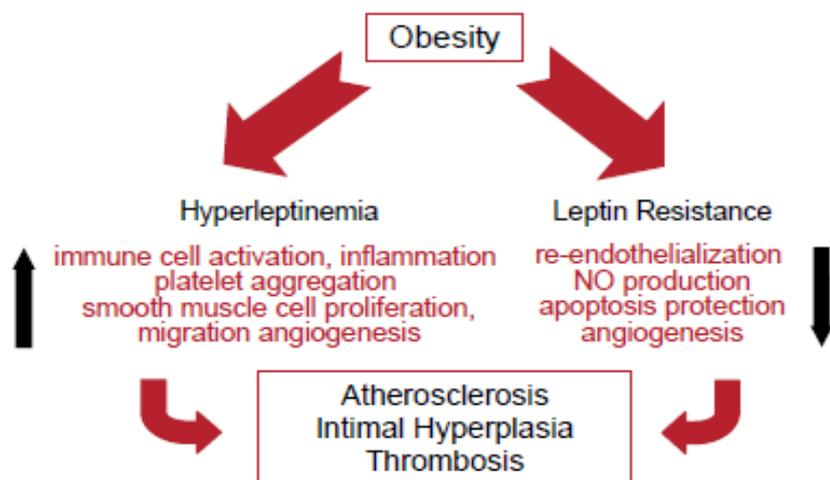 Obesity
Hyperleptinemia
immune cell activation, inflammation
platelet aggregation
smooth muscle cell proliferation,
migration angiogenesis
Leptin Resistance
re-endothelialization
NO production
apoptosis protection
angiogenesis
Atherosclerosis
Intimal Hyperplasia
Thrombosis